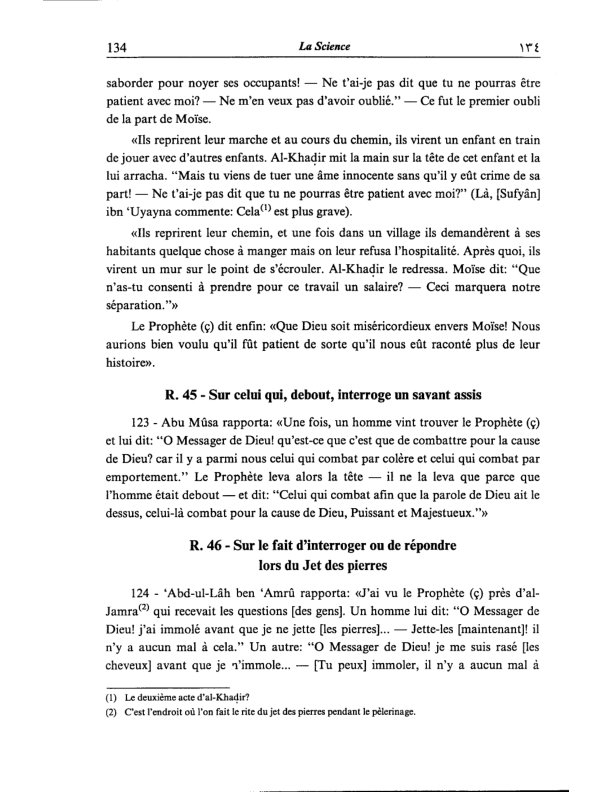 134 La Science ١٣٤
saborder pour noyer ses occupants! — Ne t'ai-je pas dit que tu ne pourras être
patient avec moi? — Ne m'en veux pas d'avoir oublié." — Ce fut le premier oubli
de la part de Moïse.
«Ils reprirent leur marche et au cours du chemin, ils virent un enfant en train
de jouer avec d'autres enfants. Al-Khaḍir mit la main sur la tête de cet enfant et la
lui arracha. "Mais tu viens de tuer une âme innocente sans qu'il y eût crime de sa
part! — Ne t'ai-je pas dit que tu ne pourras être patient avec moi?" (Là, [Sufyân]
ibn ‘Uyayna commente: Cela(1) est plus grave).
«Ils reprirent leur chemin, et une fois dans un village ils demandèrent à ses
habitants quelque chose à manger mais on leur refusa l'hospitalité. Après quoi, ils
virent un mur sur le point de s'écrouler. Al-Khaḍir le redressa. Moïse dit: "Que
n'as-tu consenti à prendre pour ce travail un salaire? — Ceci marquera notre
séparation."»
Le Prophète (ç) dit enfin: «Que Dieu soit miséricordieux envers Moïse! Nous
aurions bien voulu qu'il fût patient de sorte qu'il nous eût raconté plus de leur
histoire».
R. 45 - Sur celui qui, debout, interroge un savant assis
123 - Abu Mûsa rapporta: «Une fois, un homme vint trouver le Prophète (ç)
et lui dit: "O Messager de Dieu! qu'est-ce que c'est que de combattre pour la cause
de Dieu? car il y a parmi nous celui qui combat par colère et celui qui combat par
emportement." Le Prophète leva alors la tête — il ne la leva que parce que
l'homme était debout — et dit: "Celui qui combat afin que la parole de Dieu ait le
dessus, celui-là combat pour la cause de Dieu, Puissant et Majestueux."»
R. 46 - Sur le fait d'interroger ou de répondre
lors du Jet des pierres
124 - ‘Abd-ul-Lâh ben ‘Amrû rapporta: «J'ai vu le Prophète (ç) près d'al-
Jamra(2) qui recevait les questions [des gens]. Un homme lui dit: "O Messager de
Dieu! j'ai immolé avant que je ne jette [les pierres]... — Jette-les [maintenant]! il
n'y a aucun mal à cela." Un autre: "O Messager de Dieu! je me suis rasé [les
cheveux] avant que je n'immole... — [Tu peux] immoler, il n'y a aucun mal à
(1) Le deuxième acte d'al-Khaḍir?
(2) C'est l'endroit où l'on fait le rite du jet des pierres pendant le pèlerinage.